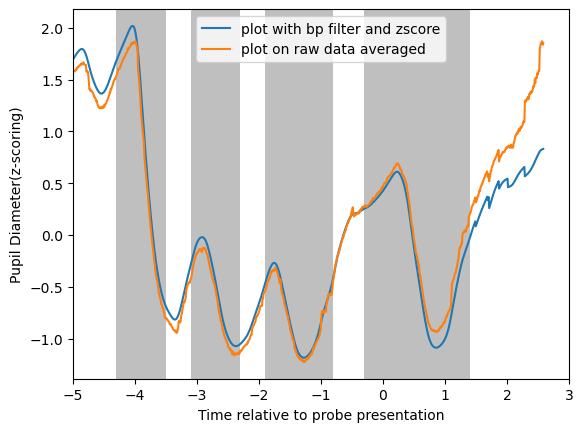 plot with bp filter and zscore
plot on raw data averaged
Pupil Diameter(z-scoring)
2.0
1.5
1.0
0.5
0.0
−0.5
−1.0
−5 −4 −3 −2 −1 0 1 2 3
Time relative to probe presentation